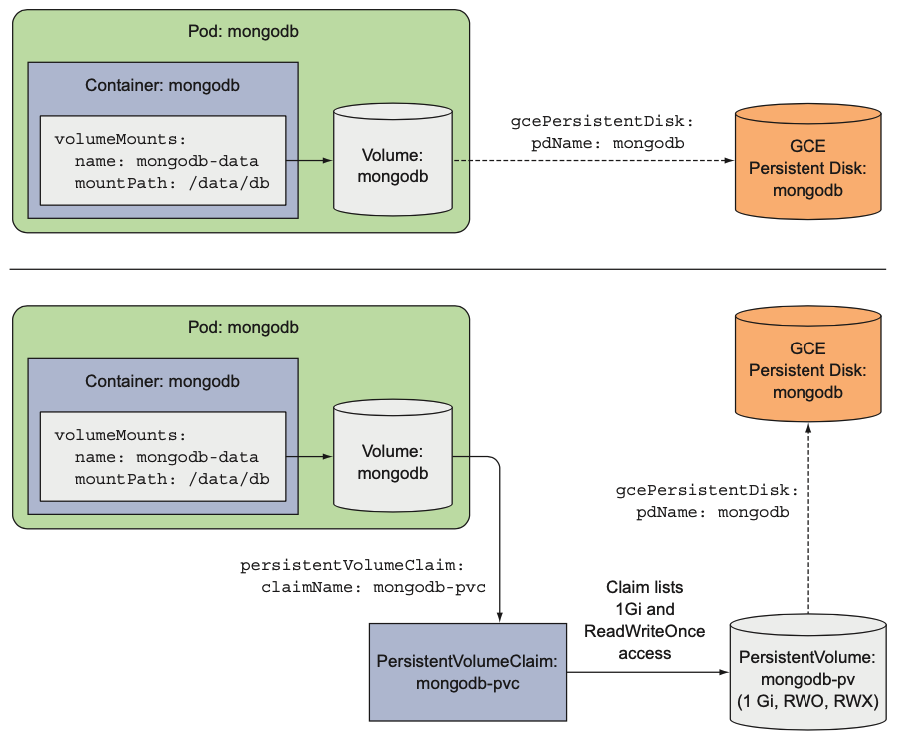 Pod: mongodb
Container: mongodb
volumeMounts:
name: mongodb-data
mountPath: /data/db
Volume:
mongodb
gcePersistentDisk:
pdName: mongodb
GCE
Persistent Disk:
mongodb
Pod: mongodb
Container: mongodb
volumeMounts:
name: mongodb-data
mountPath: /data/db
Volume:
mongodb
GCE
Persistent Disk:
mongodb
gcePersistentDisk:
pdName: mongodb
persistentVolumeClaim:
claimName: mongodb-pvc
Claim lists
1Gi and
ReadWriteOnce
access
PersistentVolumeClaim:
mongodb-pvc
PersistentVolume:
mongodb-pv
(1 Gi, RWO, RWX)